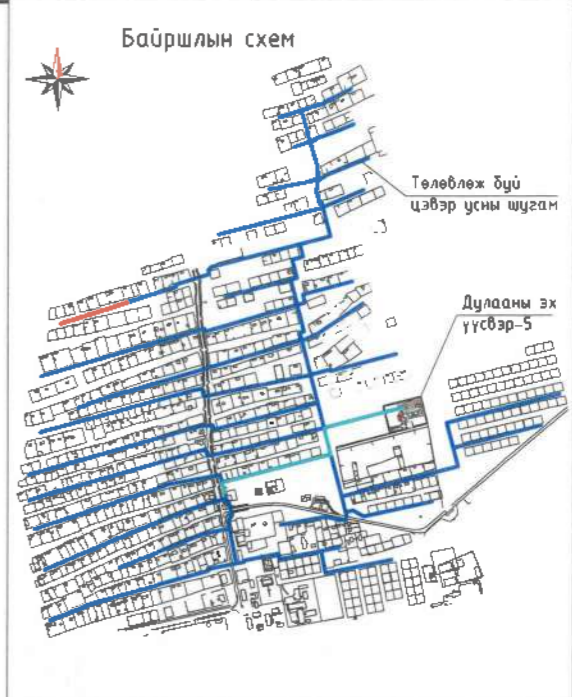 Байршлын схем
Төлөвлөж буй
цэвэр усны шугам
Дулааны эх
үүсвэр-5